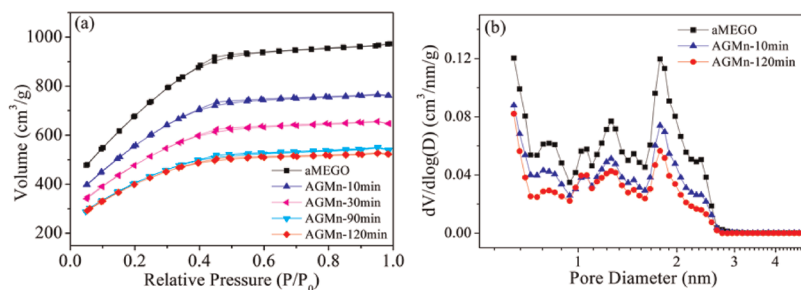 (a)
Volume (cm³/g)
1000
800
600
400
200
aMEGO
AGMn-10min
AGMn-30min
AGMn-90min
AGMn-120min
0.0 0.2 0.4 0.6 0.8 1.0
Relative Pressure (P/P₀)
(b)
dV/dlog(D) (cm³/nm/g)
0.12
0.08
0.04
0.00
aMEGO
AGMn-10min
AGMn-120min
1 2 3 4
Pore Diameter (nm)